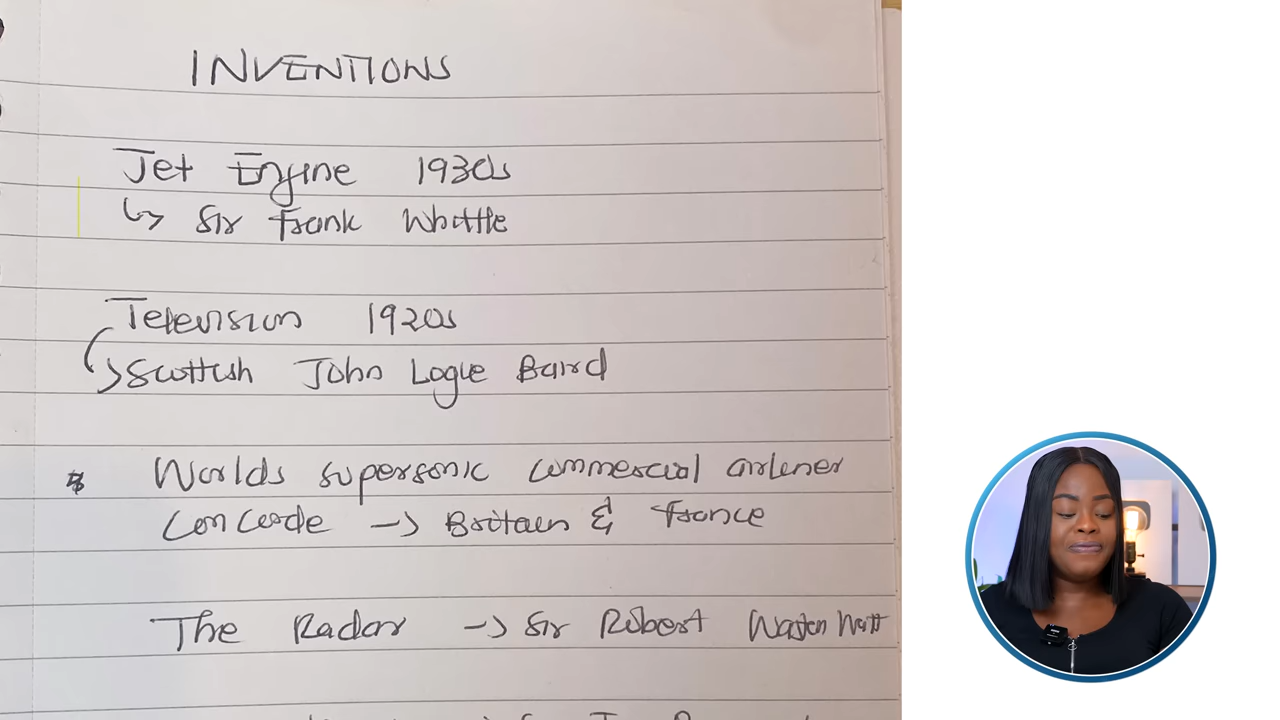 INVENTIONS
Jet Engine 1930s
↳ Sir Frank Whittle
Television 1920s
→ Scottish John Logie Baird
* Worlds supersonic commercial airliner
Concorde → Britain & France
The Radar → Sir Robert Watson Watt